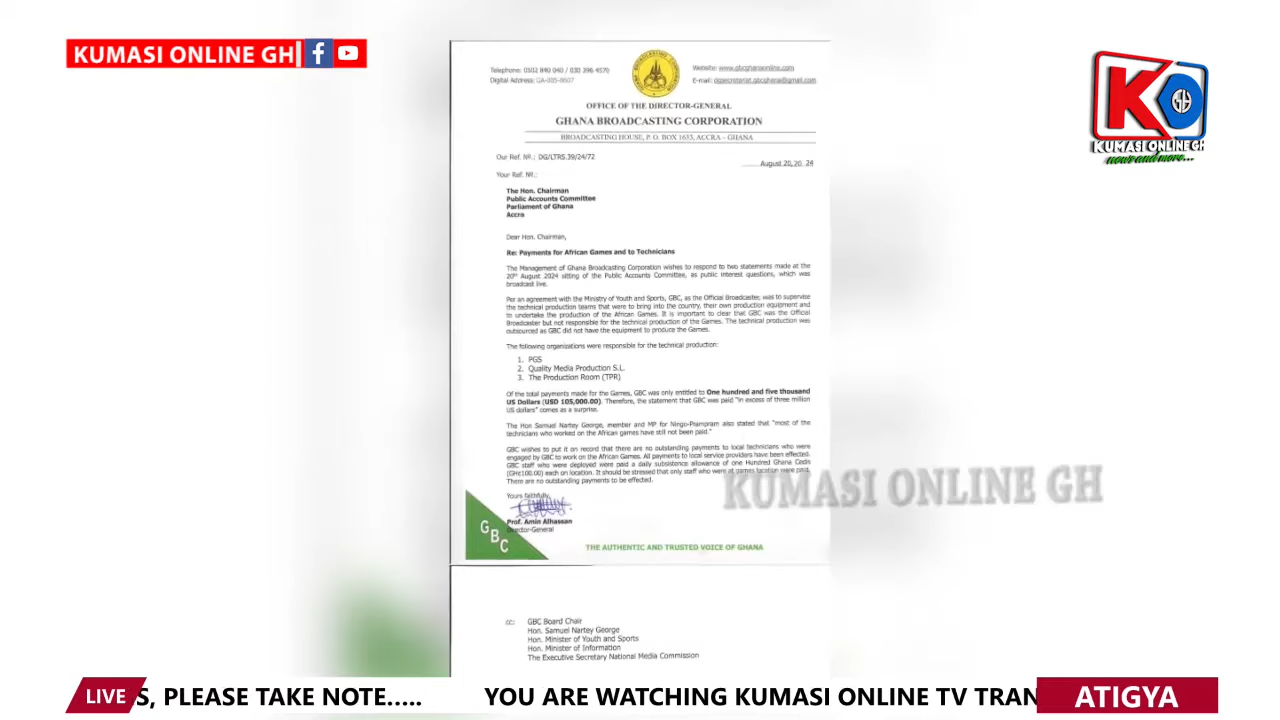 KUMASI ONLINE GH
KO
GH
KUMASI ONLINE GH
news and more...
Telephone: 0502 840 040 / 030 396 4570
Digital Address: GA-005-8607
Website: www.gbcghanaonline.com
E-mail: dgsecretariat.gbcghana@gmail.com
OFFICE OF THE DIRECTOR-GENERAL
GHANA BROADCASTING CORPORATION
BROADCASTING HOUSE, P. O. BOX 1633, ACCRA – GHANA
Our Ref. Nº.: DG/LTRS.39/24/72
August 20, 20 24
Your Ref. Nº.:
The Hon. Chairman
Public Accounts Committee
Parliament of Ghana
Accra
Dear Hon. Chairman,
Re: Payments for African Games and to Technicians
The Management of Ghana Broadcasting Corporation wishes to respond to two statements made at the
20th August 2024 sitting of the Public Accounts Committee, as public interest questions, which was
broadcast live.
Per an agreement with the Ministry of Youth and Sports, GBC, as the Official Broadcaster, was to supervise
the technical production teams that were to bring into the country, their own production equipment and
to undertake the production of the African Games. It is important to clear that GBC was the Official
Broadcaster but not responsible for the technical production of the Games. The technical production was
outsourced as GBC did not have the equipment to produce the Games.
The following organizations were responsible for the technical production:
1. PGS
2. Quality Media Production S.L.
3. The Production Room (TPR)
Of the total payments made for the Games, GBC was only entitled to One hundred and five thousand
US Dollars (USD 105,000.00). Therefore, the statement that GBC was paid "in excess of three million
US dollars" comes as a surprise.
The Hon Samuel Nartey George, member and MP for Ningo-Prampram also stated that "most of the
technicians who worked on the African games have still not been paid."
GBC wishes to put it on record that there are no outstanding payments to local technicians who were
engaged by GBC to work on the African Games. All payments to local service providers have been effected.
GBC staff who were deployed were paid a daily subsistence allowance of one Hundred Ghana Cedis
(GH¢100.00) each on location. It should be stressed that only staff who were at games location were paid.
There are no outstanding payments to be effected.
KUMASI ONLINE GH
Yours faithfully,
Prof. Amin Alhassan
Director-General
GBC
THE AUTHENTIC AND TRUSTED VOICE OF GHANA
cc: GBC Board Chair
Hon. Samuel Nartey George
Hon. Minister of Youth and Sports
Hon. Minister of Information
The Executive Secretary National Media Commission
LIVE S, PLEASE TAKE NOTE..... YOU ARE WATCHING KUMASI ONLINE TV TRAN ATIGYA